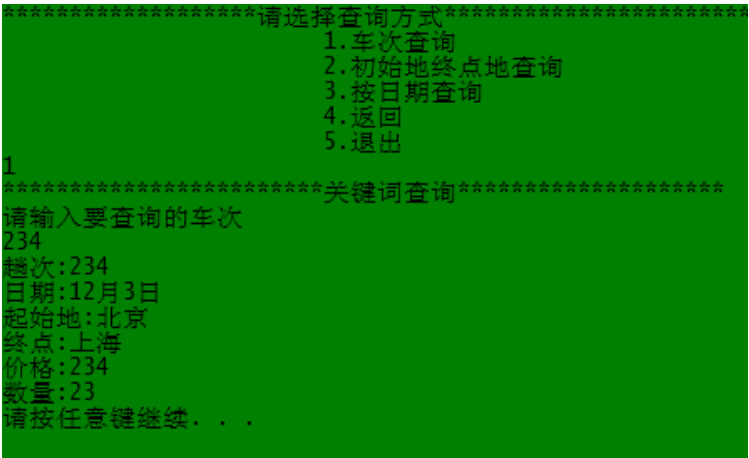 *******************请选择查询方式***********************
1.车次查询
2.初始地终点地查询
3.按日期查询
4.返回
5.退出
1
************************关键词查询********************
请输入要查询的车次
234
趟次:234
日期:12月3日
起始地:北京
终点:上海
价格:234
数量:23
请按任意键继续. . .